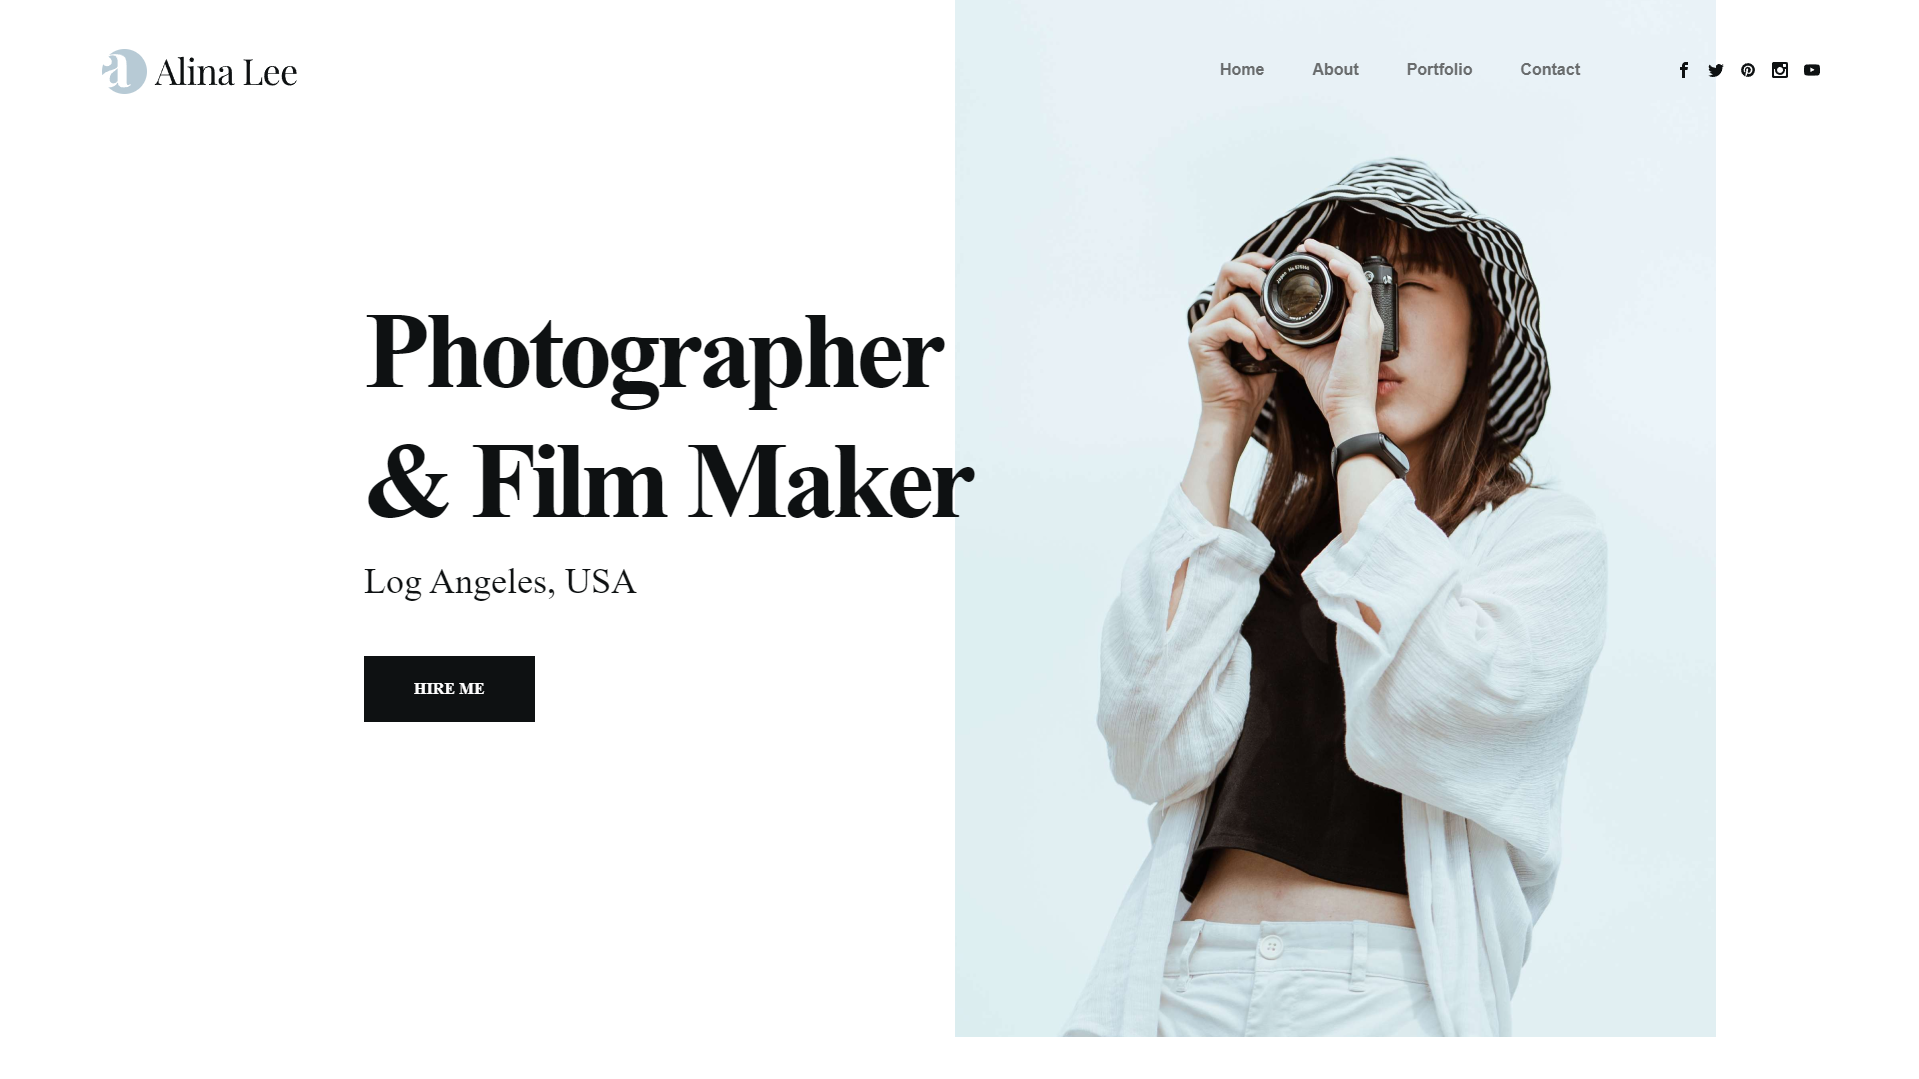 a Alina Lee
Home About Portfolio Contact
Photographer
& Film Maker
Log Angeles, USA
HIRE ME